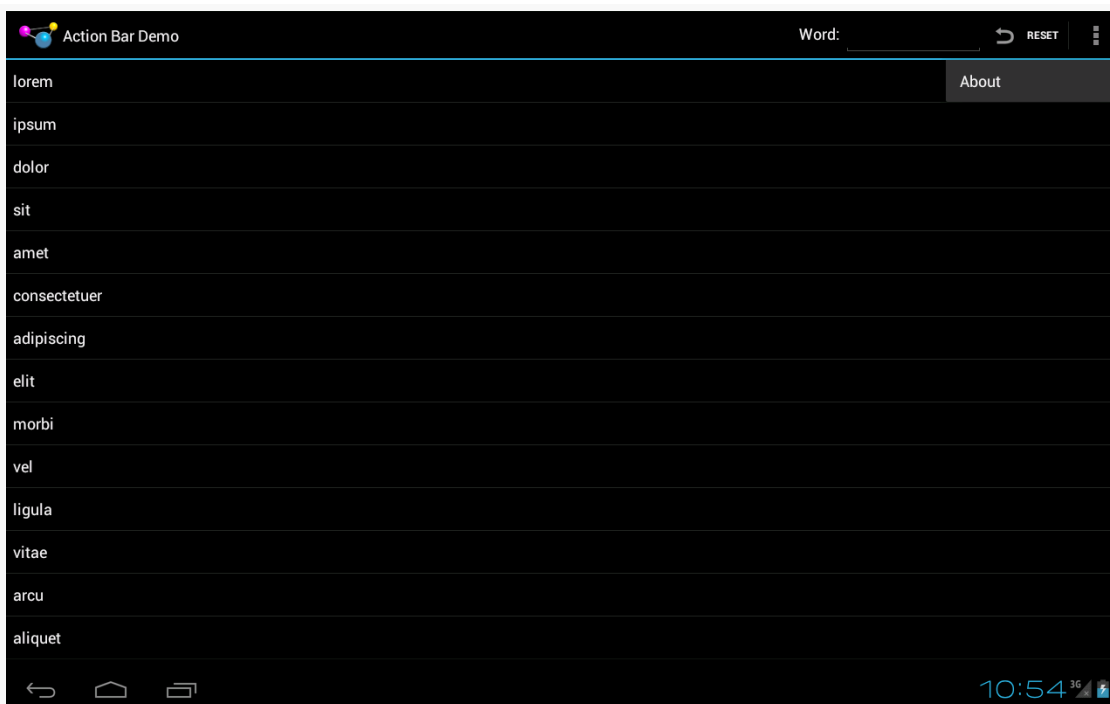 Action Bar Demo
Word:
RESET
lorem
About
ipsum
dolor
sit
amet
consectetuer
adipiscing
elit
morbi
vel
ligula
vitae
arcu
aliquet
10:54
3G